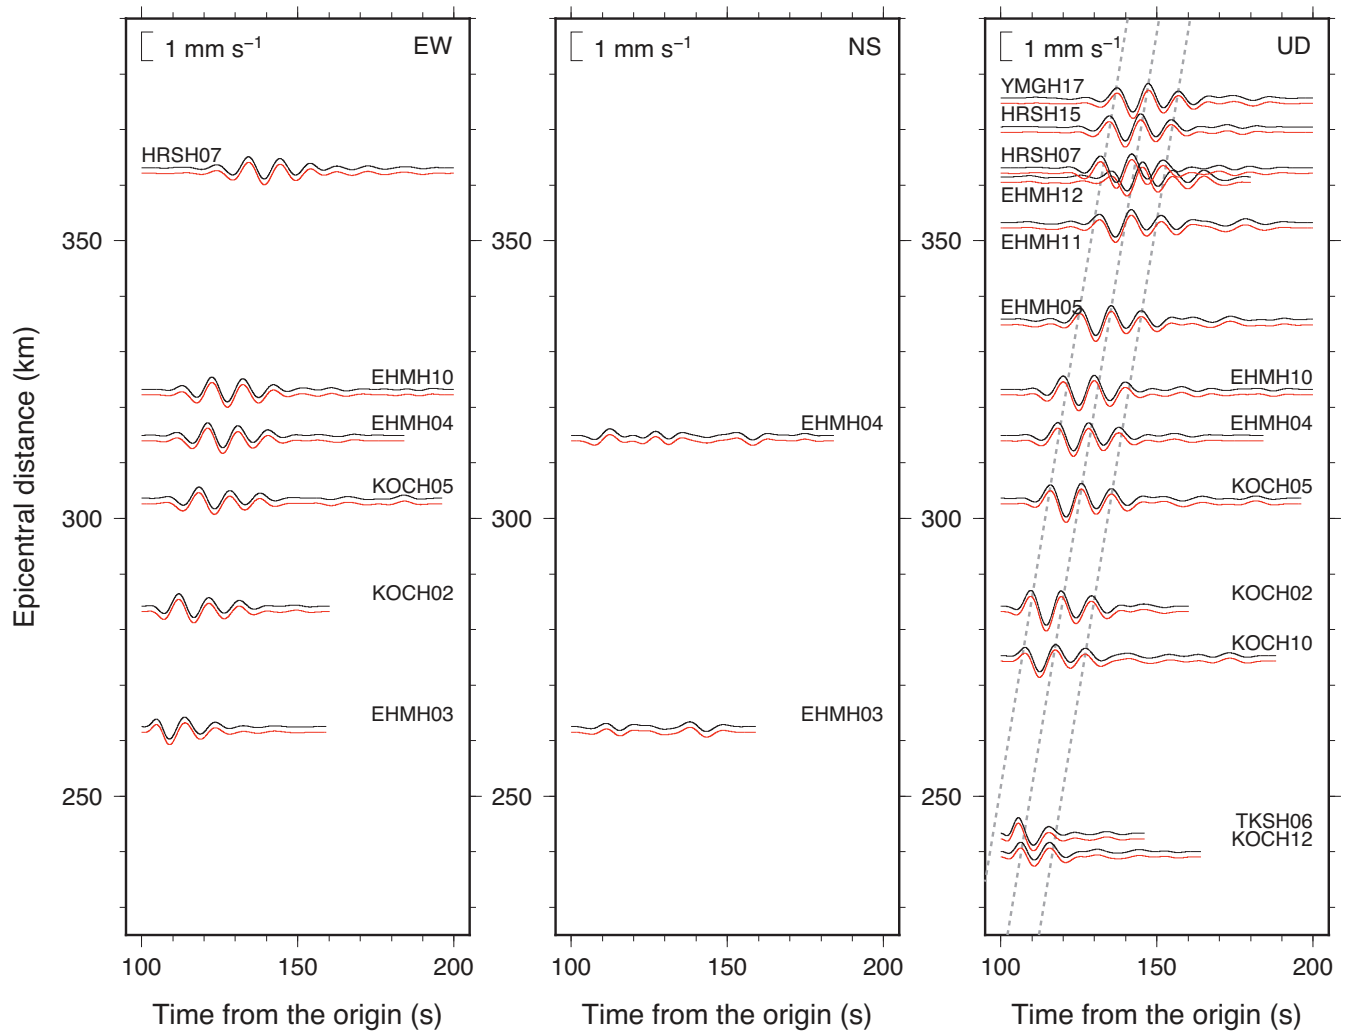 1 mm s⁻¹ EW
HRSH07
EHMH10
EHMH04
KOCH05
KOCH02
EHMH03
350
300
250
Epicentral distance (km)
100 150 200
Time from the origin (s)
1 mm s⁻¹ NS
EHMH04
EHMH03
350
300
250
100 150 200
Time from the origin (s)
1 mm s⁻¹ UD
YMGH17
HRSH15
HRSH07
EHMH12
EHMH11
EHMH05
EHMH10
EHMH04
KOCH05
KOCH02
KOCH10
TKSH06
KOCH12
350
300
250
100 150 200
Time from the origin (s)